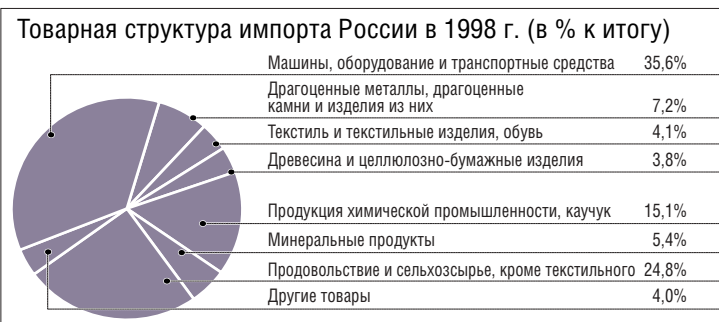 Товарная структура импорта России в 1998 г. (в % к итогу)
Машины, оборудование и транспортные средства 35,6%
Драгоценные металлы, драгоценные
камни и изделия из них 7,2%
Текстиль и текстильные изделия, обувь 4,1%
Древесина и целлюлозно-бумажные изделия 3,8%
Продукция химической промышленности, каучук 15,1%
Минеральные продукты 5,4%
Продовольствие и сельхозсырье, кроме текстильного 24,8%
Другие товары 4,0%